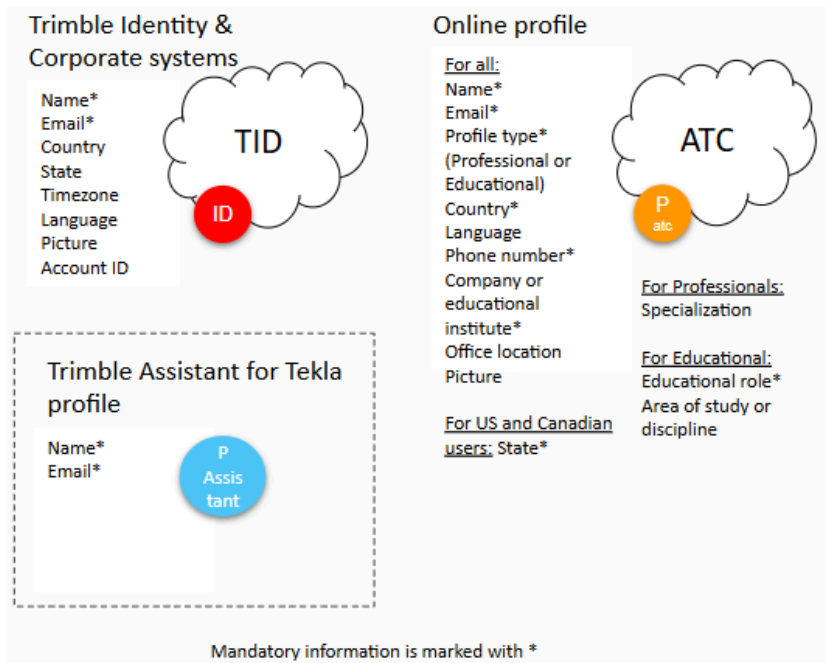 Trimble Identity &
Corporate systems
Name*
Email*
Country
State
Timezone
Language
Picture
Account ID
TID
ID
Online profile
For all:
Name*
Email*
Profile type*
(Professional or
Educational)
Country*
Language
Phone number*
Company or
educational
institute*
Office location
Picture
For US and Canadian
users: State*
ATC
P
atc
For Professionals:
Specialization
For Educational:
Educational role*
Area of study or
discipline
Trimble Assistant for Tekla
profile
Name*
Email*
P
Assis
tant
Mandatory information is marked with *